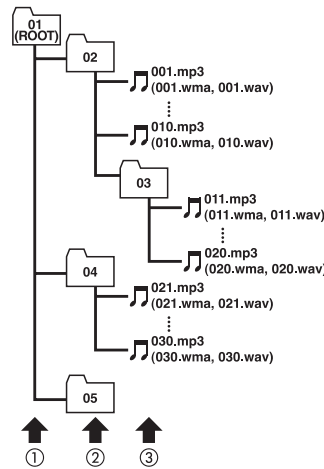 01
(ROOT)
02
001.mp3
(001.wma, 001.wav)
010.mp3
(010.wma, 010.wav)
03
011.mp3
(011.wma, 011.wav)
020.mp3
(020.wma, 020.wav)
04
021.mp3
(021.wma, 021.wav)
030.mp3
(030.wma, 030.wav)
05
① ② ③